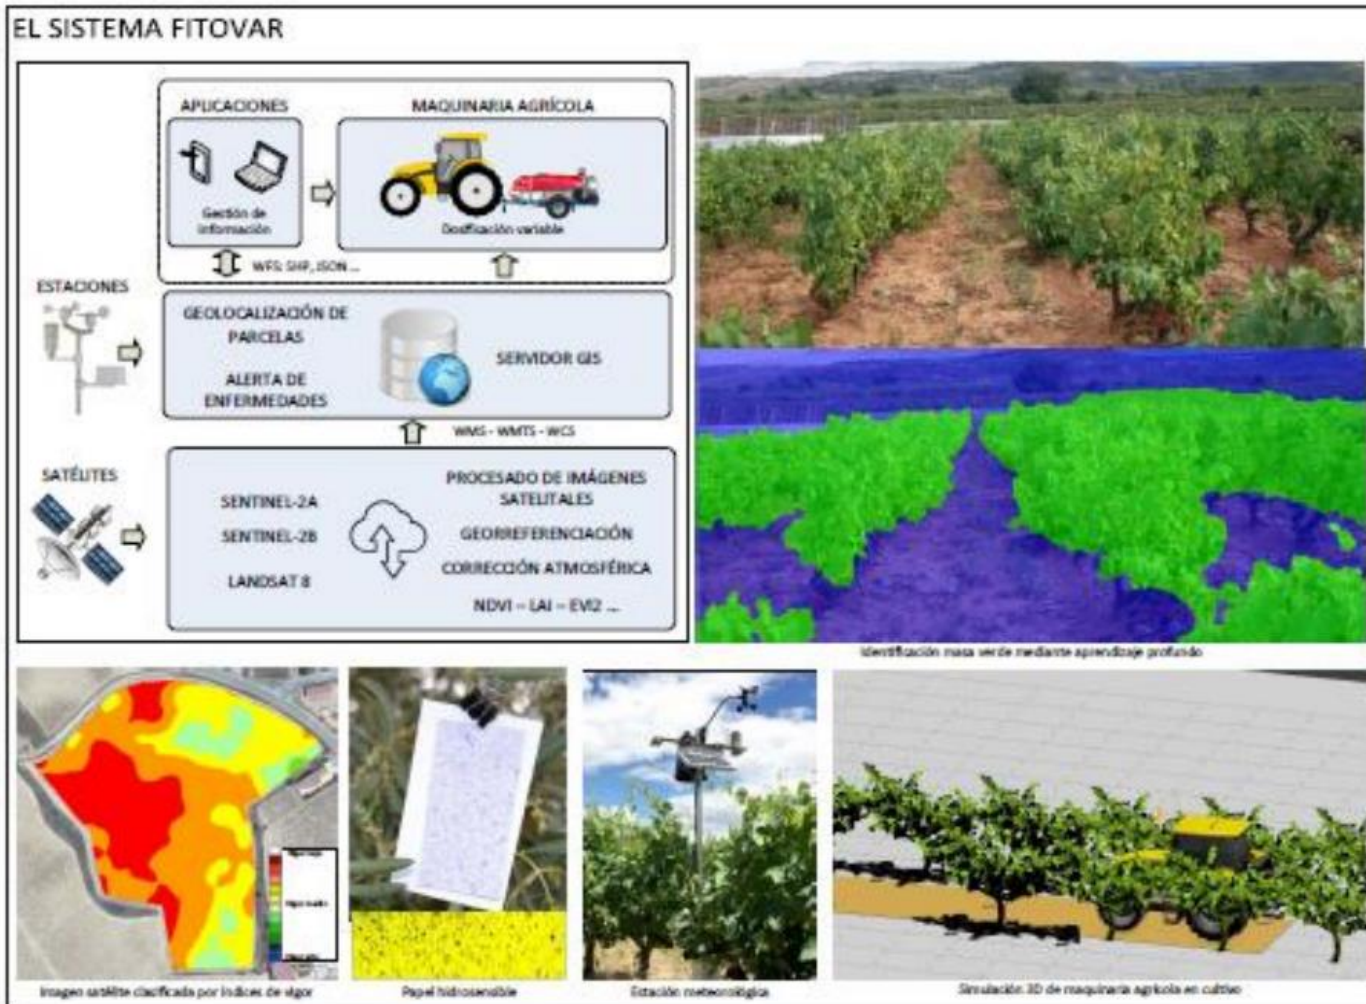 EL SISTEMA FITOVAR
APLICACIONES
MAQUINARIA AGRÍCOLA
Gestión de
información
Dosificación variable
WFS: SHP, JSON ...
ESTACIONES
GEOLOCALIZACIÓN DE
PARCELAS
ALERTA DE
ENFERMEDADES
SERVIDOR GIS
WMS - WMTS - WCS
SATÉLITES
SENTINEL-2A
SENTINEL-2B
LANDSAT 8
PROCESADO DE IMÁGENES
SATELITALES
GEORREFERENCIACIÓN
CORRECCIÓN ATMOSFÉRICA
NDVI – LAI – EVI2 ...
Identificación masa verde mediante aprendizaje profundo
Imagen satélite clasificada por índices de vigor
Papel hidrosensible
Estación meteorológica
Simulación 3D de maquinaria agrícola en cultivo